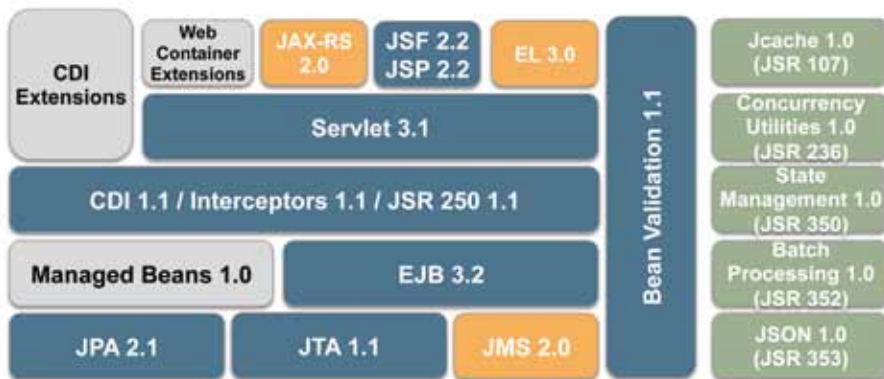 CDI
Extensions
Web
Container
Extensions
JAX-RS
2.0
JSF 2.2
JSP 2.2
EL 3.0
Servlet 3.1
CDI 1.1 / Interceptors 1.1 / JSR 250 1.1
Managed Beans 1.0
EJB 3.2
JPA 2.1
JTA 1.1
JMS 2.0
Bean Validation 1.1
Jcache 1.0
(JSR 107)
Concurrency
Utilities 1.0
(JSR 236)
State
Management 1.0
(JSR 350)
Batch
Processing 1.0
(JSR 352)
JSON 1.0
(JSR 353)